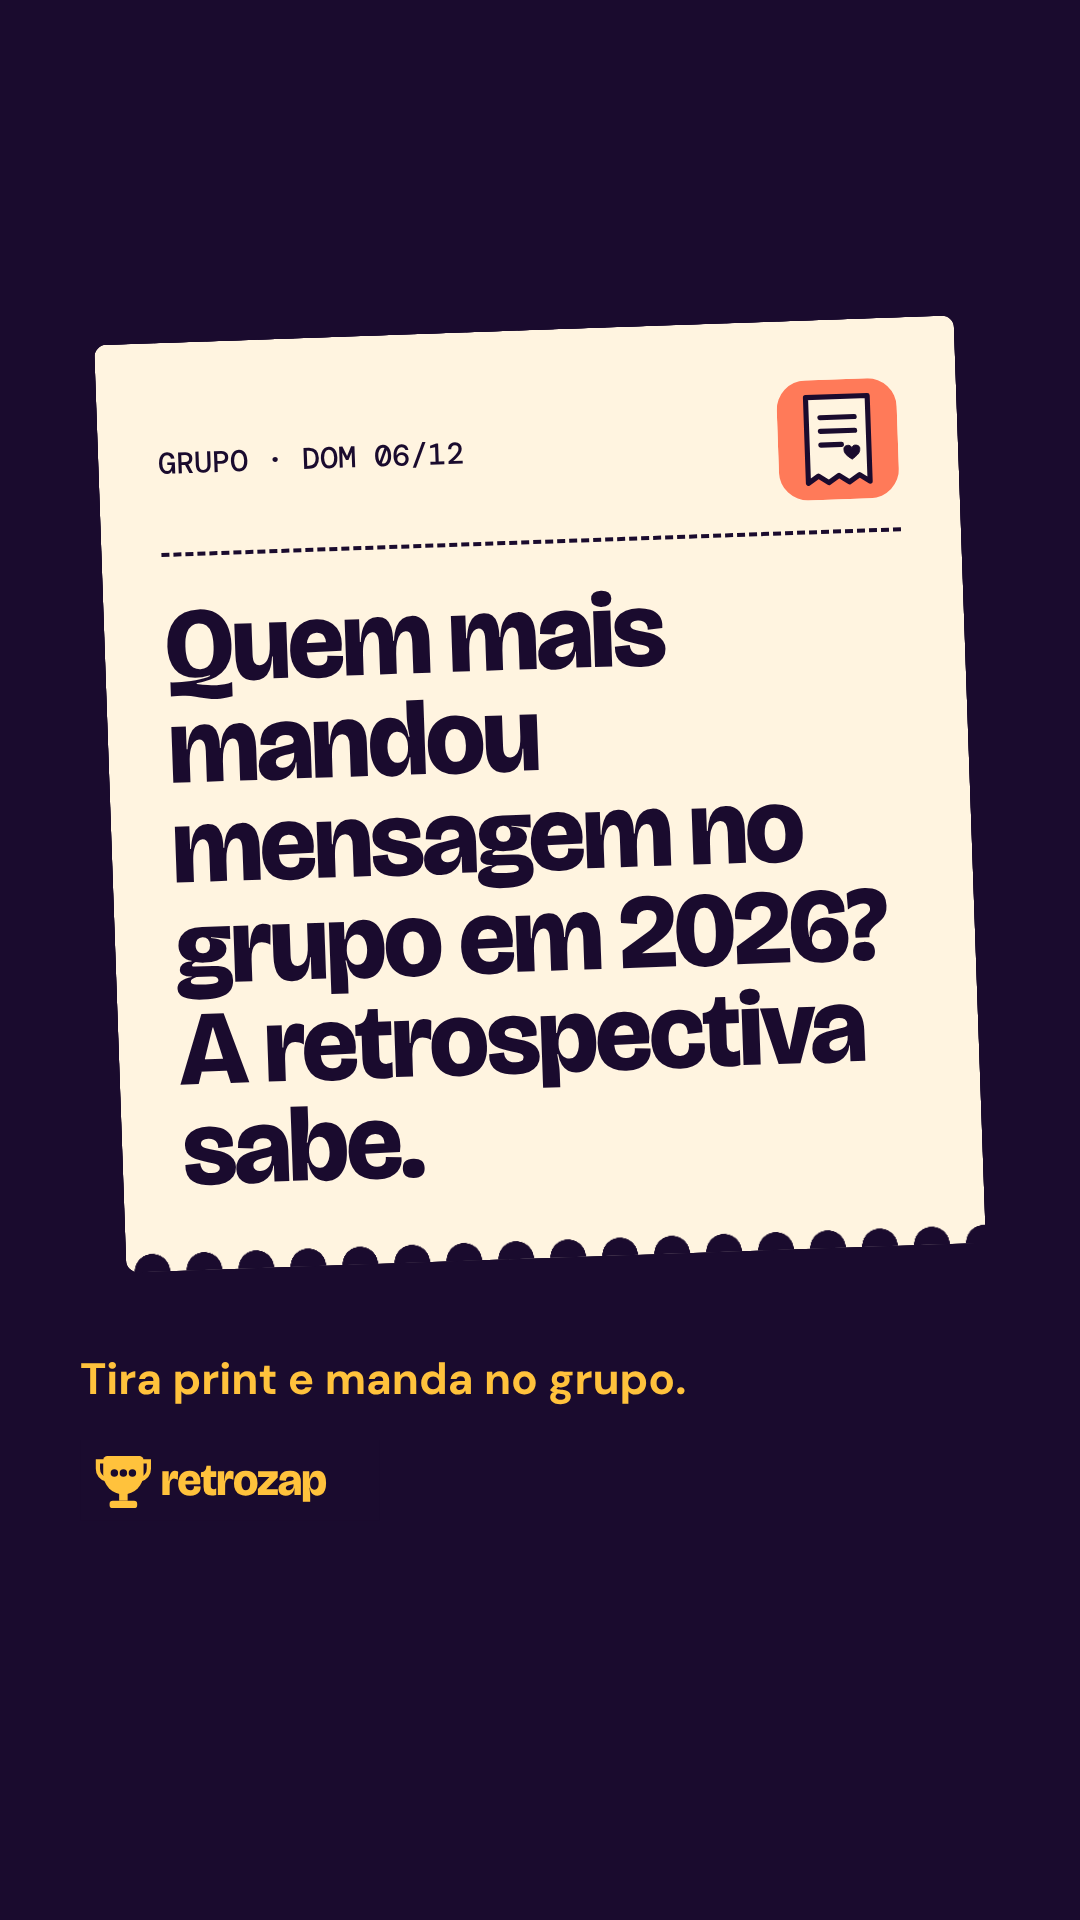 GRUPO · DOM 06/12
Quem mais
mandou
mensagem no
grupo em 2026?
A retrospectiva
sabe.
Tira print e manda no grupo.
retrozap